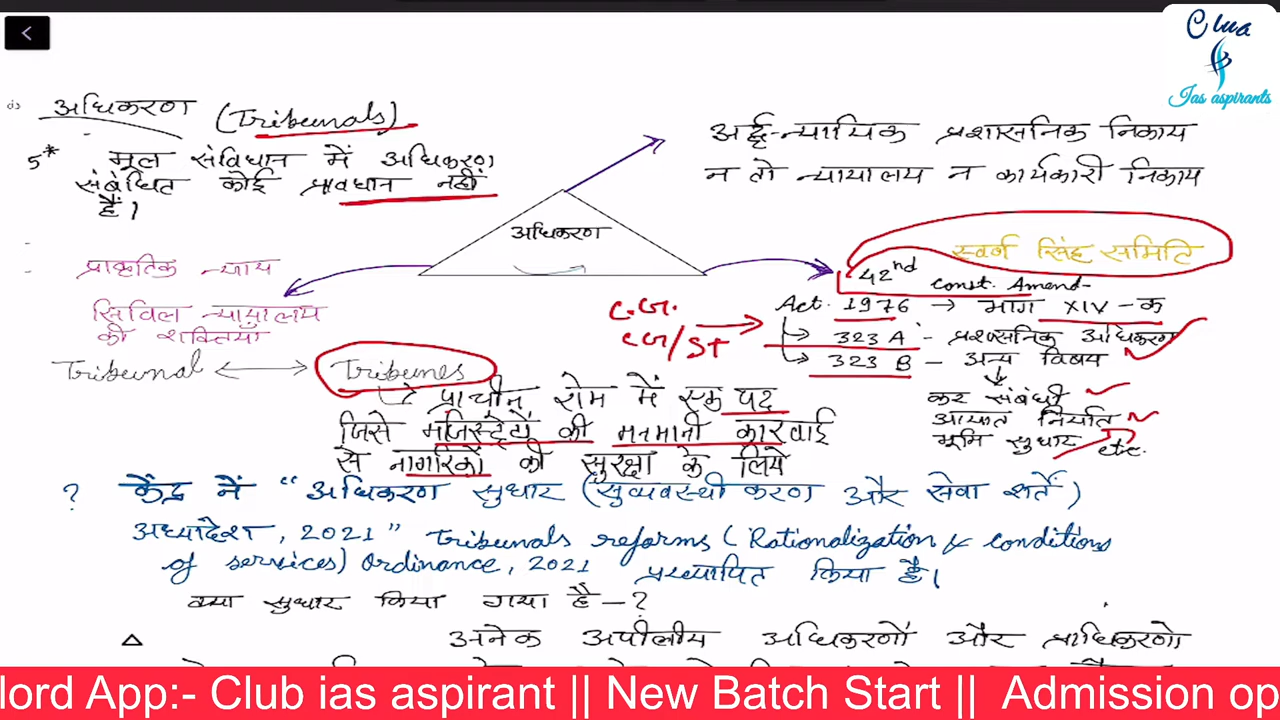 Clua
Ias aspirants
अधिकरण (Tribunals)
5* मूल संविधान में अधिकरण
संबंधित कोई प्रावधान नहीं
है।
अर्द्ध-न्यायिक प्रशासनिक निकाय
न तो न्यायालय न कार्यकारी निकाय
अधिकरण
प्राकृतिक न्याय
सिविल न्यायालय
की शक्तियाँ
स्वर्ण सिंह समिति
42nd Const. Amend-
Act. 1976 → भाग XIV-क
323 A - प्रशासनिक अधिकरण
323 B - अन्य विषय
कर संबंधी
आयात निर्यात
भूमि सुधार etc.
C.G.
CG/ST
Tribunal ↔ Tribunes
प्राचीन रोम में एक पद
जिसे मजिस्ट्रेटों की मनमानी कारवाई
से नागरिकों की सुरक्षा के लिये
? केंद्र में “अधिकरण सुधार (सुव्यवस्थीकरण और सेवा शर्तें)
अध्यादेश, 2021” Tribunals reforms (Rationalization & conditions
of services) Ordinance, 2021 प्रख्यापित किया है।
क्या सुधार किया गया है -?
△ अनेक अपीलीय अधिकरणों और प्राधिकरणो
lord App:- Club ias aspirant || New Batch Start || Admission op